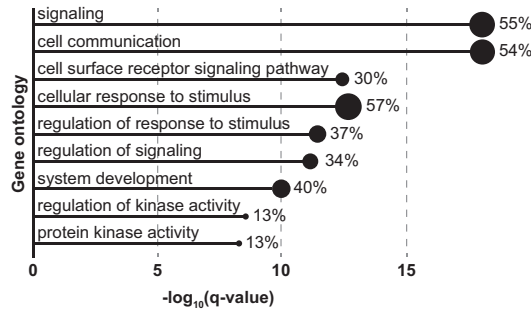 signaling
55%
cell communication
54%
cell surface receptor signaling pathway
30%
cellular response to stimulus
57%
regulation of response to stimulus
37%
regulation of signaling
34%
system development
40%
regulation of kinase activity
13%
protein kinase activity
13%
Gene ontology
0 5 10 15
-log₁₀(q-value)